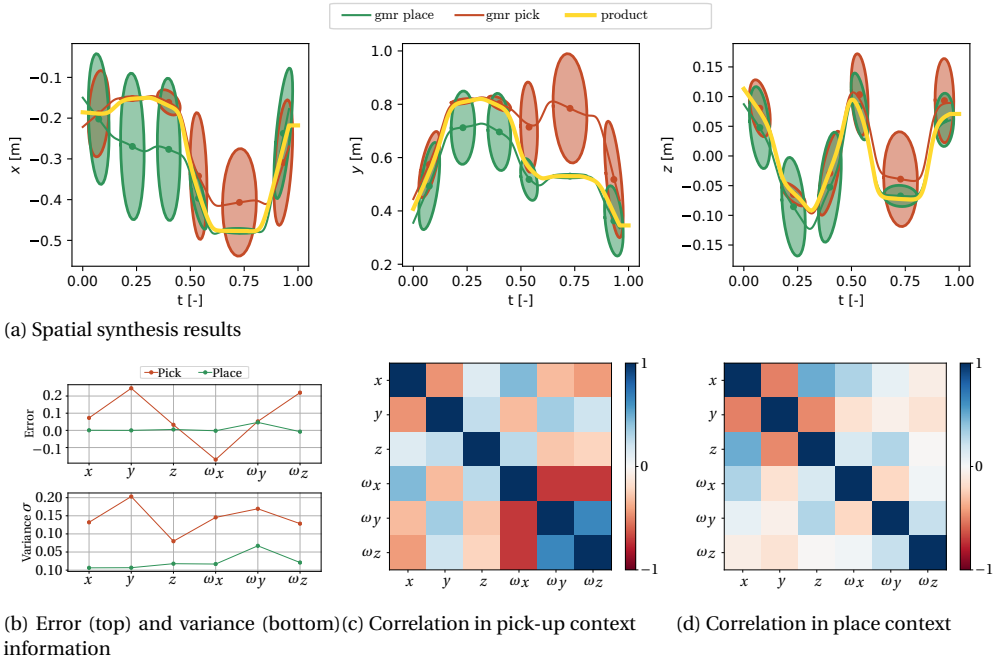 gmr place gmr pick product
−0.1
−0.2
−0.3
−0.4
−0.5
x [m]
0.00 0.25 0.50 0.75 1.00
t [-]
1.0
0.8
0.6
0.4
0.2
y [m]
0.00 0.25 0.50 0.75 1.00
t [-]
0.15
0.10
0.05
0.00
−0.05
−0.10
−0.15
z [m]
0.00 0.25 0.50 0.75 1.00
t [-]
(a) Spatial synthesis results
Pick Place
0.2
0.1
0.0
−0.1
Error
x y z ωx ωy ωz
0.20
0.15
0.10
0.05
0.10
Variance σ
x y z ωx ωy ωz
x
y
z
ωx
ωy
ωz
x y z ωx ωy ωz
1
0
−1
x
y
z
ωx
ωy
ωz
x y z ωx ωy ωz
1
0
−1
(b) Error (top) and variance (bottom)
information
(c) Correlation in pick-up context
(d) Correlation in place context